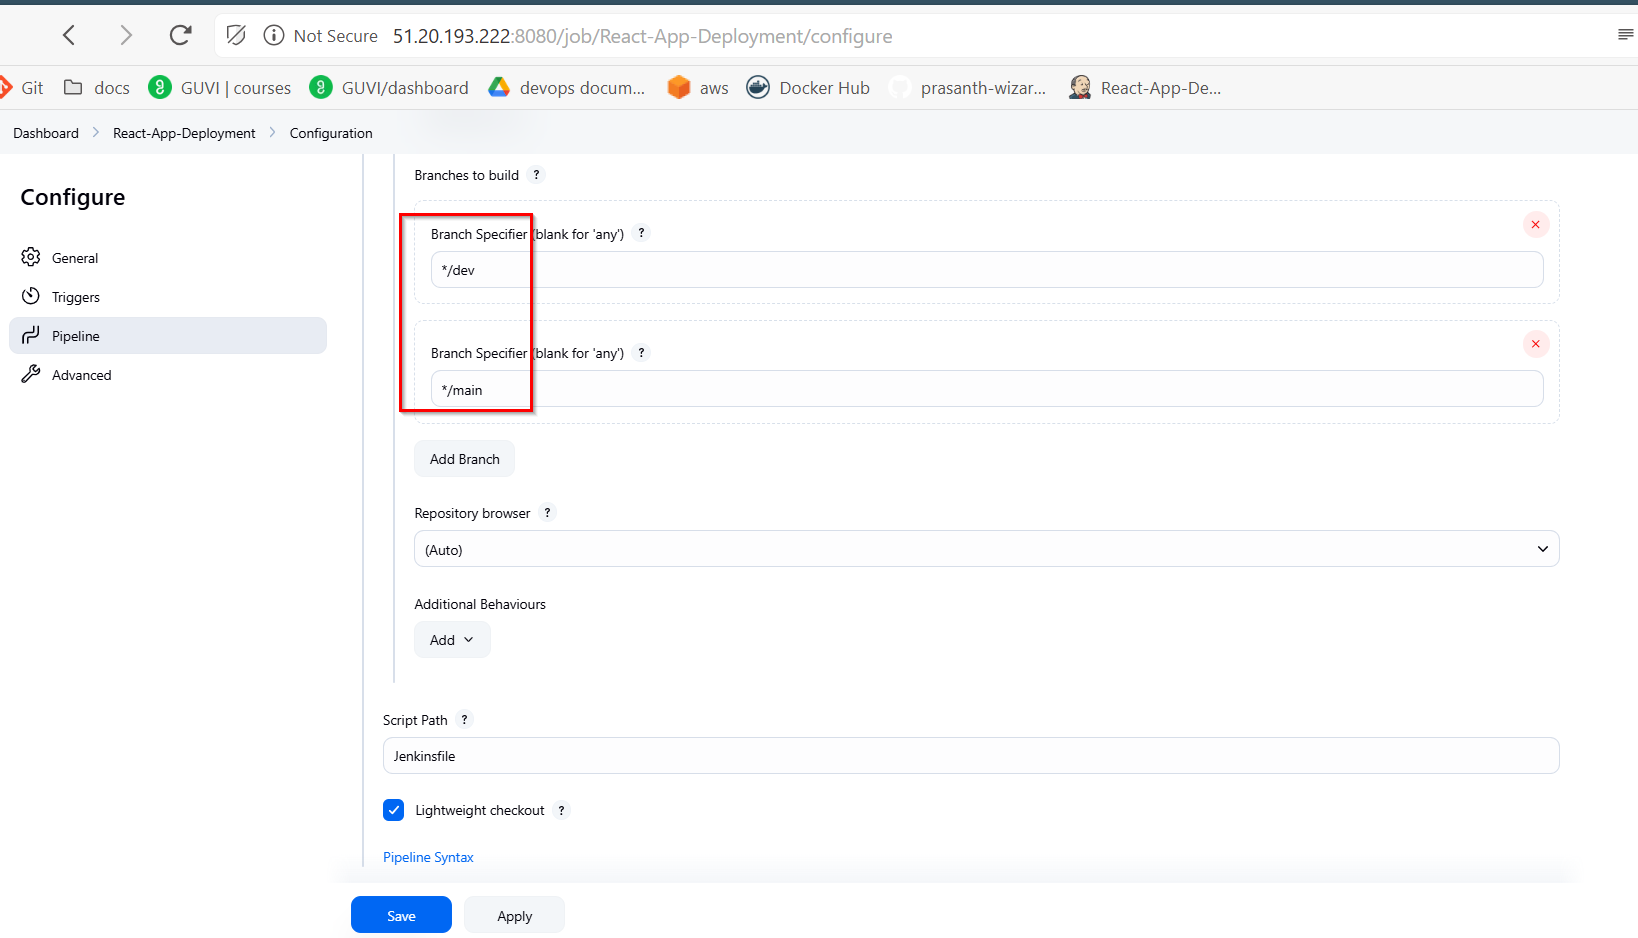 Not Secure 51.20.193.222:8080/job/React-App-Deployment/configure
Git docs GUVI | courses GUVI/dashboard devops docum... aws Docker Hub prasanth-wizar... React-App-De...
Dashboard React-App-Deployment Configuration
Configure
General
Triggers
Pipeline
Advanced
Branches to build ?
Branch Specifier (blank for 'any') ?
*/dev
Branch Specifier (blank for 'any') ?
*/main
Add Branch
Repository browser ?
(Auto)
Additional Behaviours
Add
Script Path ?
Jenkinsfile
Lightweight checkout ?
Pipeline Syntax
Save Apply